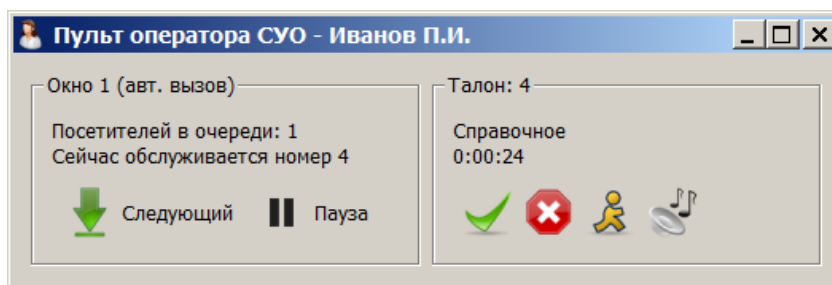 Пульт оператора СУО - Иванов П.И.
Окно 1 (авт. вызов)
Посетителей в очереди: 1
Сейчас обслуживается номер 4
Следующий
Пауза
Талон: 4
Справочное
0:00:24